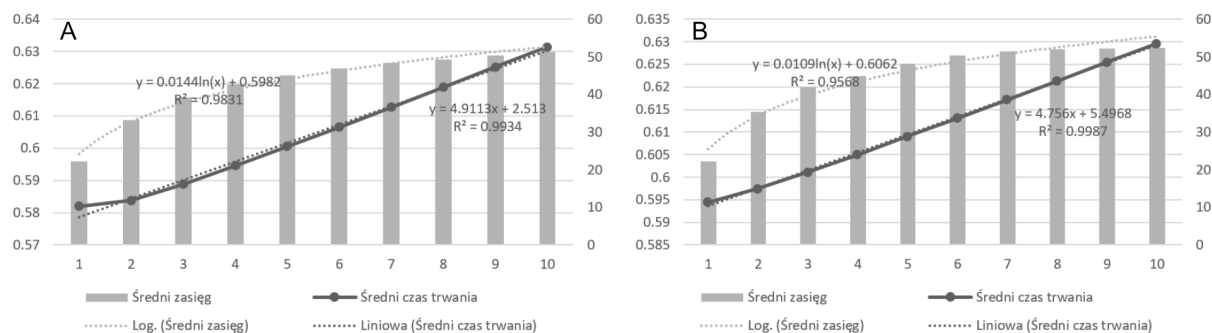 A
0.64
0.63
0.62
0.61
0.6
0.59
0.58
0.57
60
50
40
30
20
10
0
y = 0.0144ln(x) + 0.5982
R² = 0.9831
y = 4.9113x + 2.513
R² = 0.9934
1 2 3 4 5 6 7 8 9 10
Średni zasięg
Średni czas trwania
Log. (Średni zasięg)
Liniowa (Średni czas trwania)
B
0.635
0.63
0.625
0.62
0.615
0.61
0.605
0.6
0.595
0.59
0.585
60
50
40
30
20
10
0
y = 0.0109ln(x) + 0.6062
R² = 0.9568
y = 4.756x + 5.4968
R² = 0.9987
1 2 3 4 5 6 7 8 9 10
Średni zasięg
Średni czas trwania
Log. (Średni zasięg)
Liniowa (Średni czas trwania)